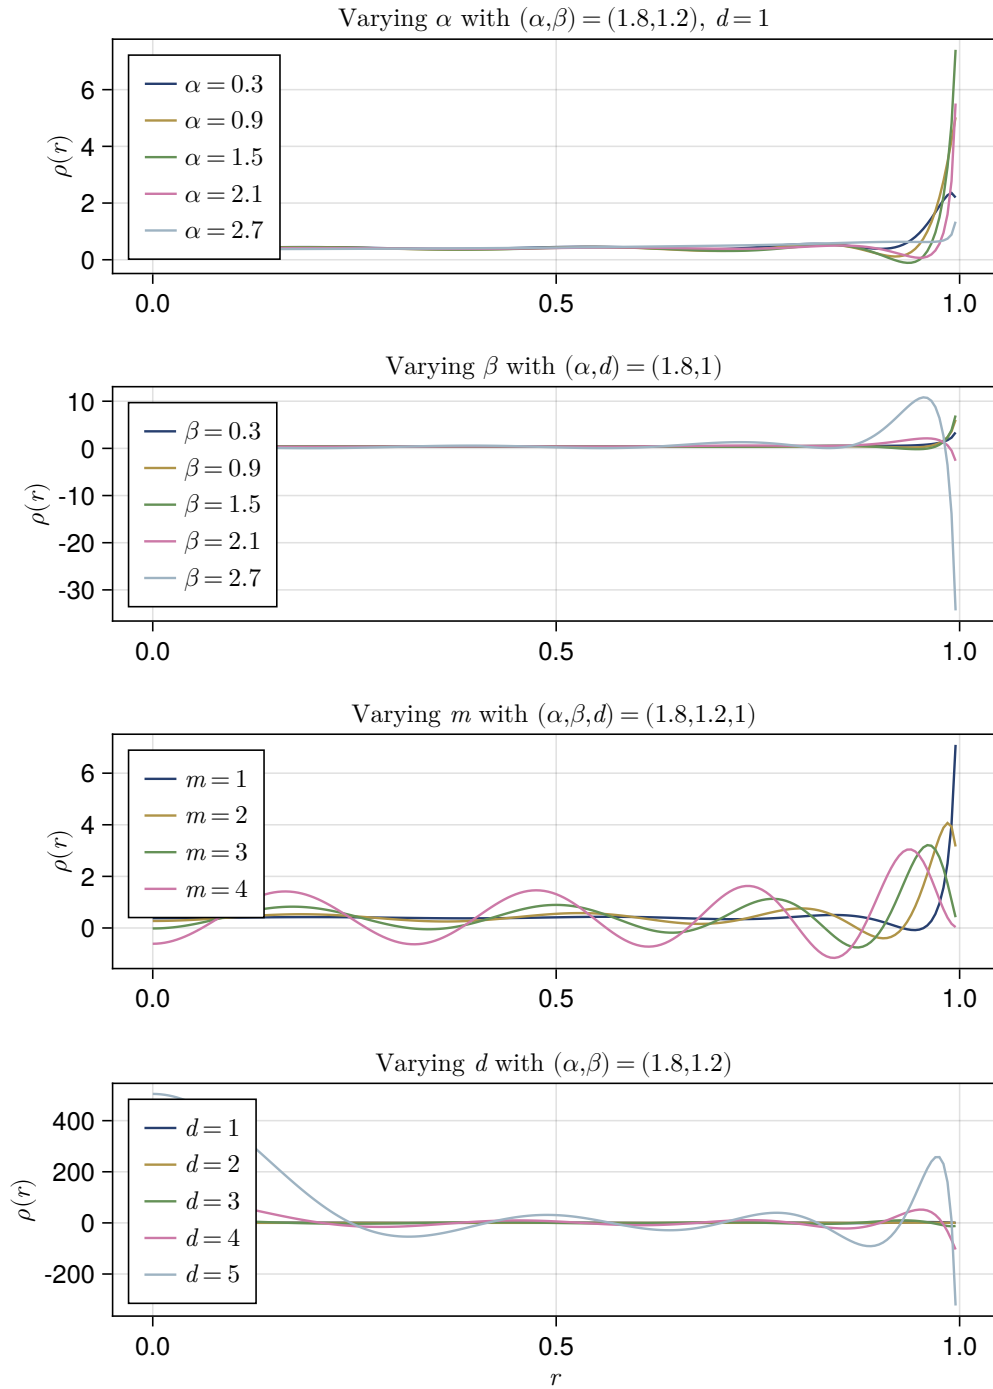 Varying α with (α,β) = (1.8,1.2), d = 1
α = 0.3
α = 0.9
α = 1.5
α = 2.1
α = 2.7
ρ(r)
6
4
2
0
0.0 0.5 1.0
Varying β with (α,d) = (1.8,1)
β = 0.3
β = 0.9
β = 1.5
β = 2.1
β = 2.7
ρ(r)
10
0
-10
-20
-30
0.0 0.5 1.0
Varying m with (α,β,d) = (1.8,1.2,1)
m = 1
m = 2
m = 3
m = 4
ρ(r)
6
4
2
0
0.0 0.5 1.0
Varying d with (α,β) = (1.8,1.2)
d = 1
d = 2
d = 3
d = 4
d = 5
ρ(r)
400
200
0
-200
0.0 0.5 1.0
r